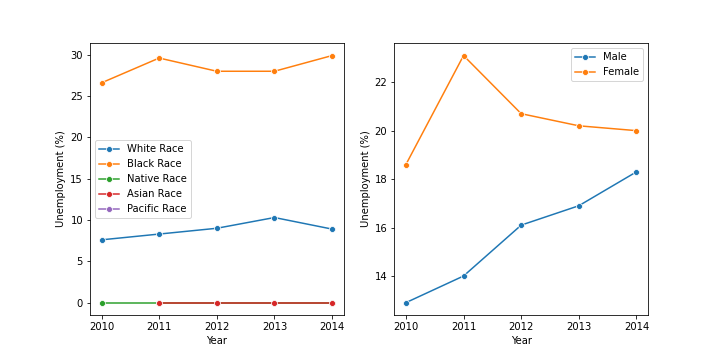 30
25
20
15
10
5
0
Unemployment (%)
White Race
Black Race
Native Race
Asian Race
Pacific Race
2010 2011 2012 2013 2014
Year
22
20
18
16
14
Unemployment (%)
Male
Female
2010 2011 2012 2013 2014
Year